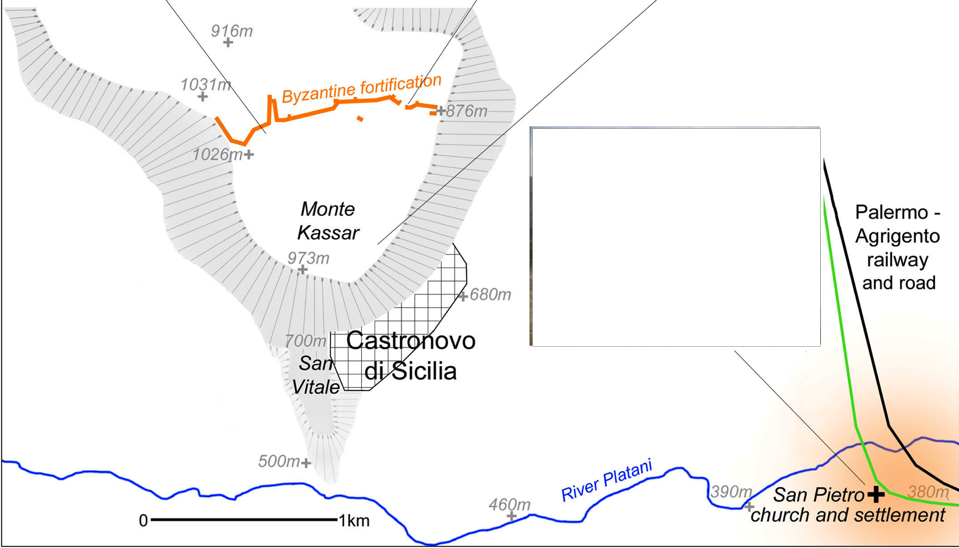 916m
1031m
Byzantine fortification
876m
1026m
Monte
Kassar
973m
680m
700m
Castronovo
di Sicilia
San
Vitale
Palermo -
Agrigento
railway
and road
500m
River Platani
460m
390m
San Pietro
380m
church and settlement
0
1km